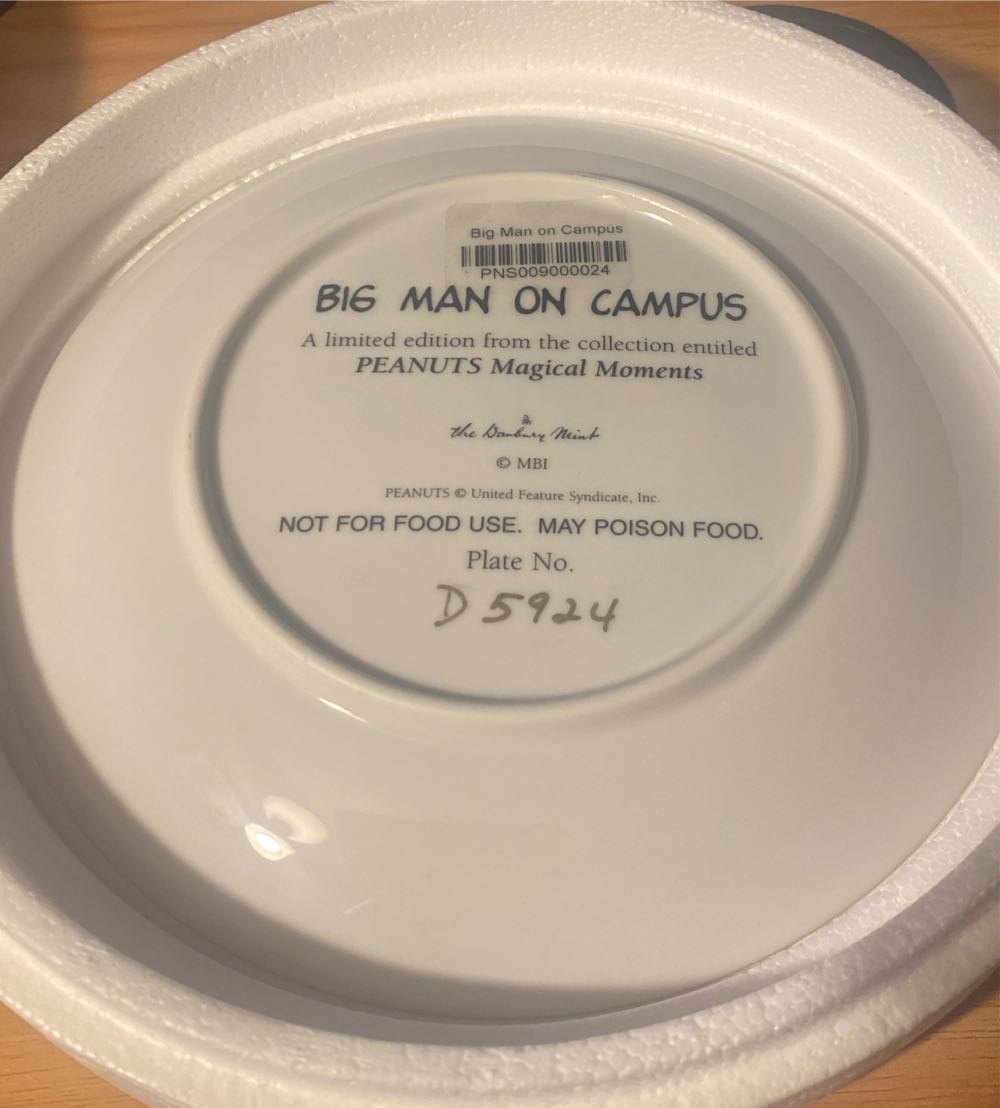 Big Man on Campus
PNS009000024
BIG MAN ON CAMPUS
A limited edition from the collection entitled
PEANUTS Magical Moments
the Danbury Mint
© MBI
PEANUTS © United Feature Syndicate, Inc.
NOT FOR FOOD USE. MAY POISON FOOD.
Plate No.
D 5924